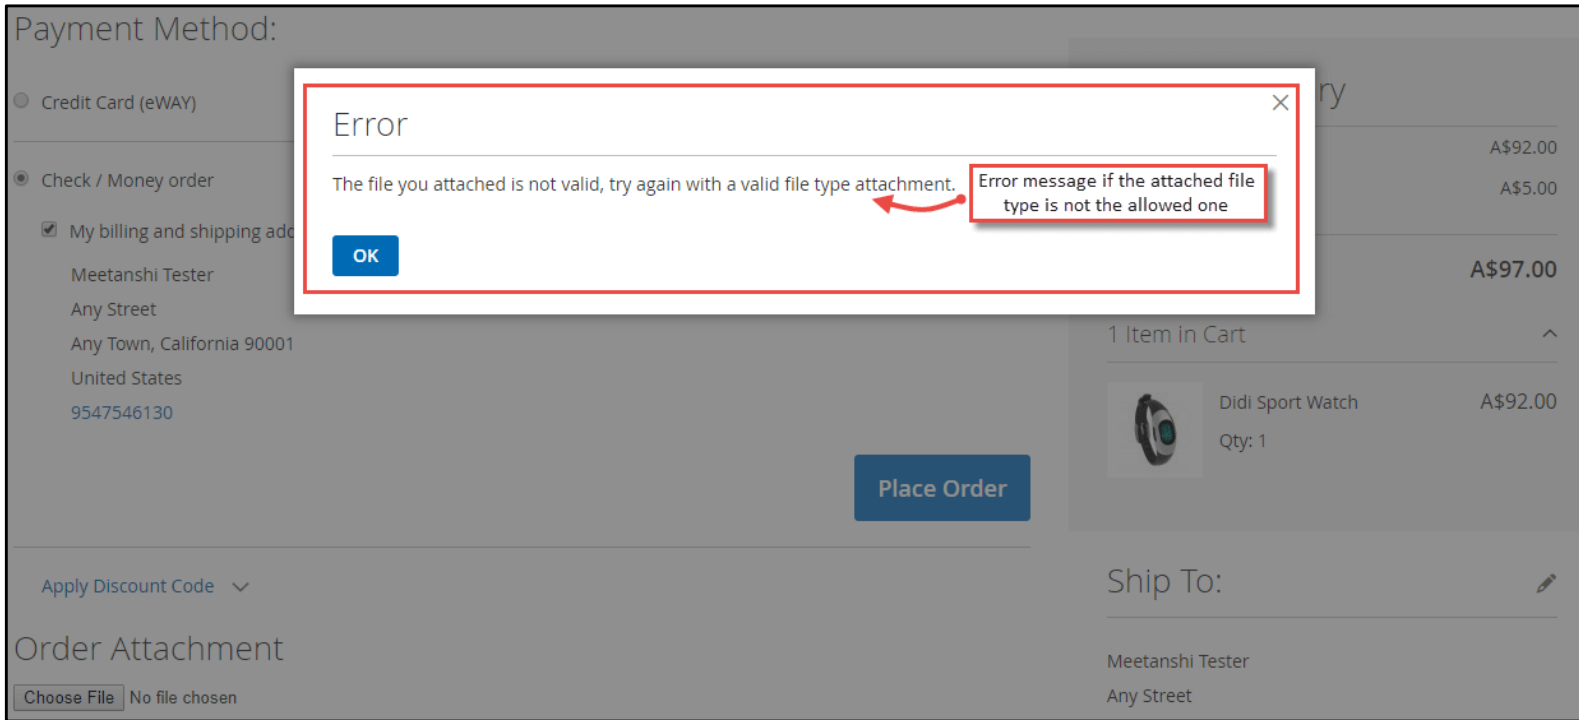 Payment Method:
Credit Card (eWAY)
Check / Money order
My billing and shipping add
Meetanshi Tester
Any Street
Any Town, California 90001
United States
9547546130
Place Order
Apply Discount Code
Order Attachment
Choose File No file chosen
Error
The file you attached is not valid, try again with a valid file type attachment.
OK
Error message if the attached file
type is not the allowed one
ry
A$92.00
A$5.00
A$97.00
1 Item in Cart
Didi Sport Watch A$92.00
Qty: 1
Ship To:
Meetanshi Tester
Any Street